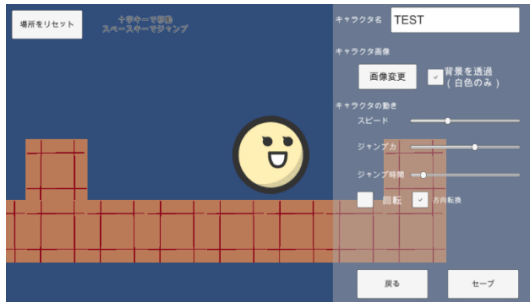 場所をリセット
十字キーで移動
スペースキーでジャンプ
キャラクタ名
TEST
キャラクタ画像
画像変更
背景を透過
(白色のみ)
キャラクタの動き
スピード
ジャンプ力
ジャンプ時間
回転
方向転換
戻る
セーブ